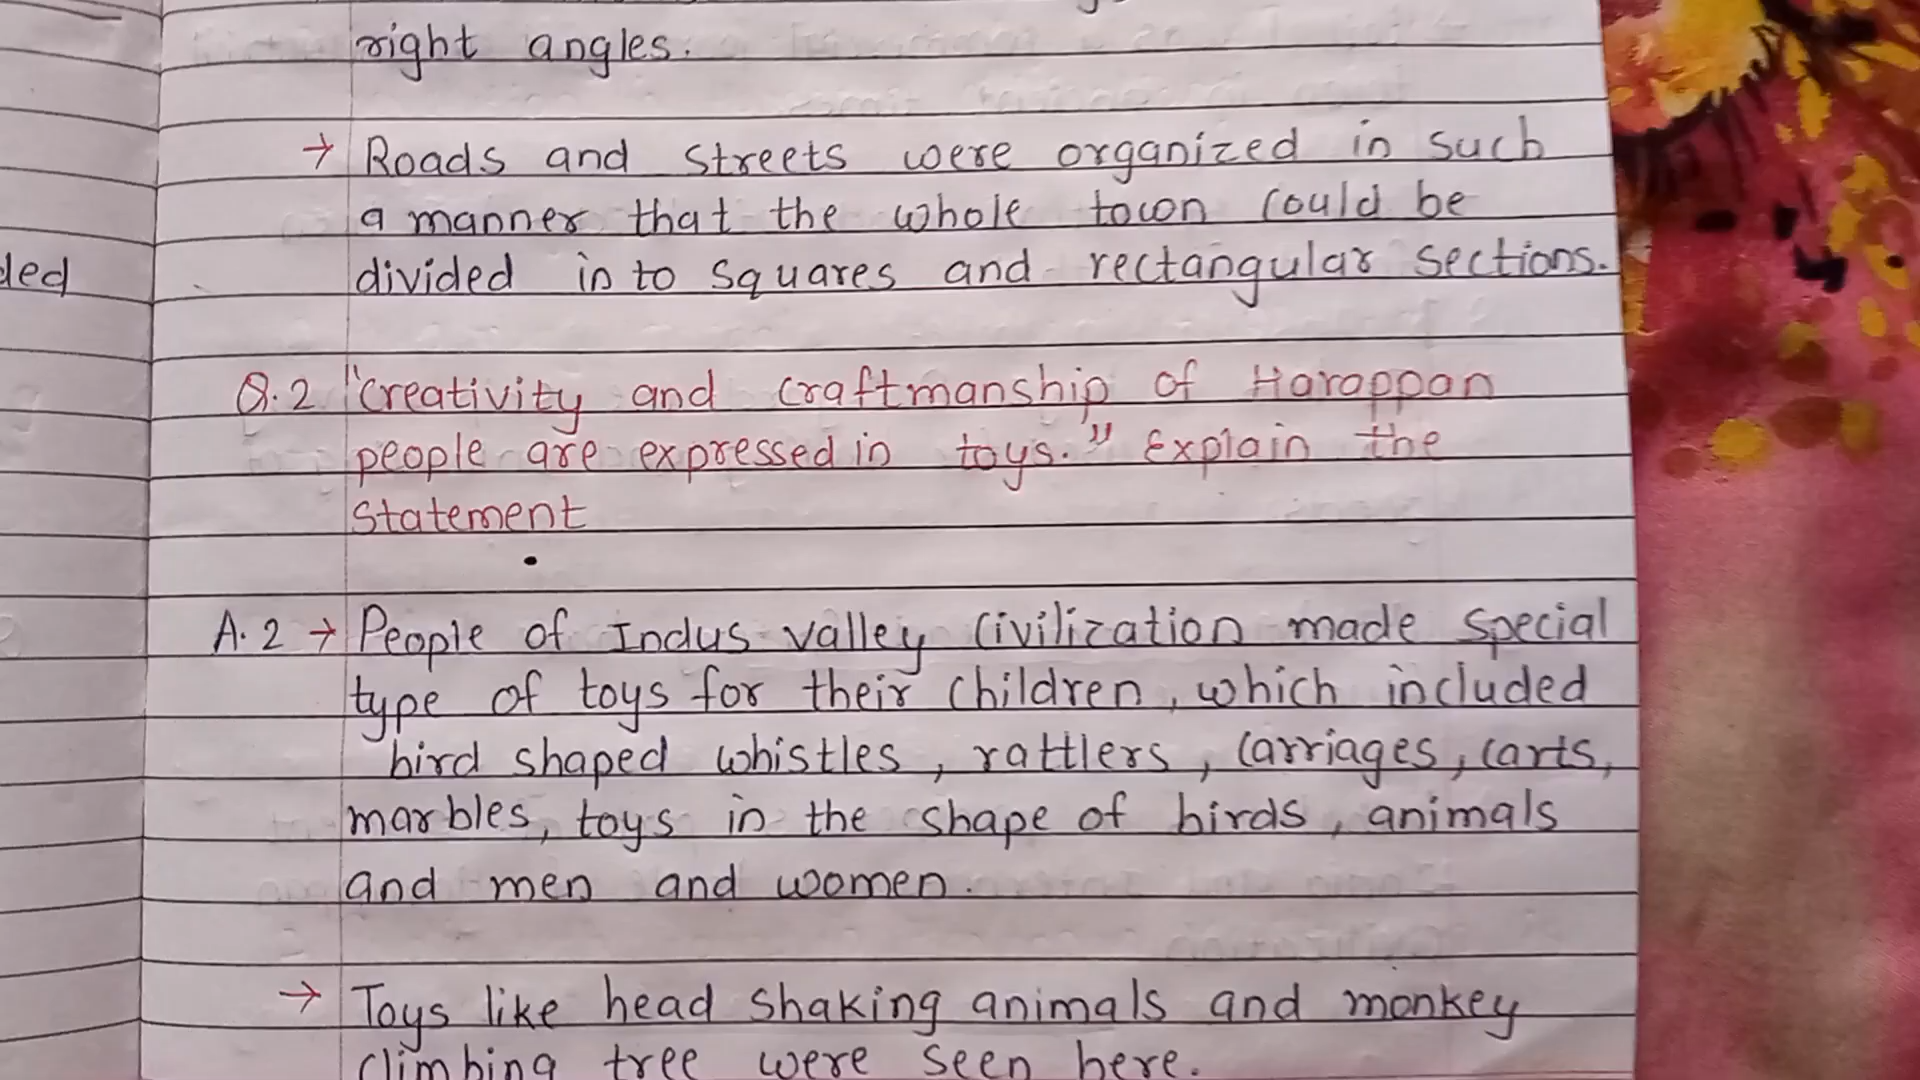 right angles.
→ Roads and streets were organized in such
a manner that the whole town could be
ded
divided in to squares and rectangular sections.
Q.2 "Creativity and craftmanship of Harappan
people are expressed in toys." Explain the
statement
A.2 → People of Indus valley civilization made special
type of toys for their children, which included
bird shaped whistles, rattlers, carriages, carts,
marbles, toys in the shape of birds, animals
and men and women.
→ Toys like head shaking animals and monkey
climbing tree were seen here.